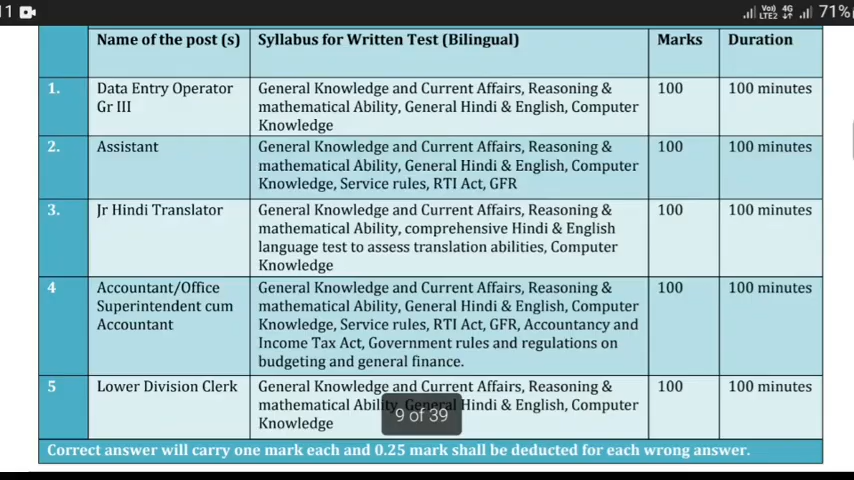 11
Vo)) LTE2 4G 71%
Name of the post (s) Syllabus for Written Test (Bilingual) Marks Duration
1. Data Entry Operator General Knowledge and Current Affairs, Reasoning & 100 100 minutes
Gr III mathematical Ability, General Hindi & English, Computer
Knowledge
2. Assistant General Knowledge and Current Affairs, Reasoning & 100 100 minutes
mathematical Ability, General Hindi & English, Computer
Knowledge, Service rules, RTI Act, GFR
3. Jr Hindi Translator General Knowledge and Current Affairs, Reasoning & 100 100 minutes
mathematical Ability, comprehensive Hindi & English
language test to assess translation abilities, Computer
Knowledge
4 Accountant/Office General Knowledge and Current Affairs, Reasoning & 100 100 minutes
Superintendent cum mathematical Ability, General Hindi & English, Computer
Accountant Knowledge, Service rules, RTI Act, GFR, Accountancy and
Income Tax Act, Government rules and regulations on
budgeting and general finance.
5 Lower Division Clerk General Knowledge and Current Affairs, Reasoning & 100 100 minutes
mathematical Ability, General Hindi & English, Computer
Knowledge
9 of 39
Correct answer will carry one mark each and 0.25 mark shall be deducted for each wrong answer.